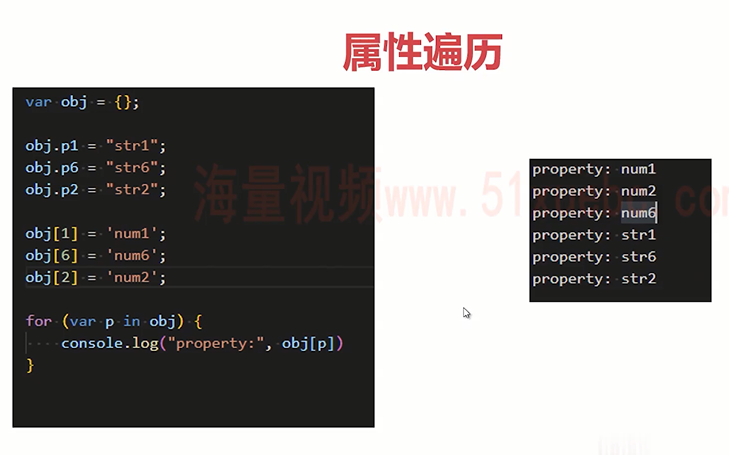 属性遍历
var obj = {};
obj.p1 = "str1";
obj.p6 = "str6";
obj.p2 = "str2";
obj[1] = 'num1';
obj[6] = 'num6';
obj[2] = 'num2';
for (var p in obj) {
····console.log("property:", obj[p])
}
property: num1
property: num2
property: num6
property: str1
property: str6
property: str2
海量视频www.51
com